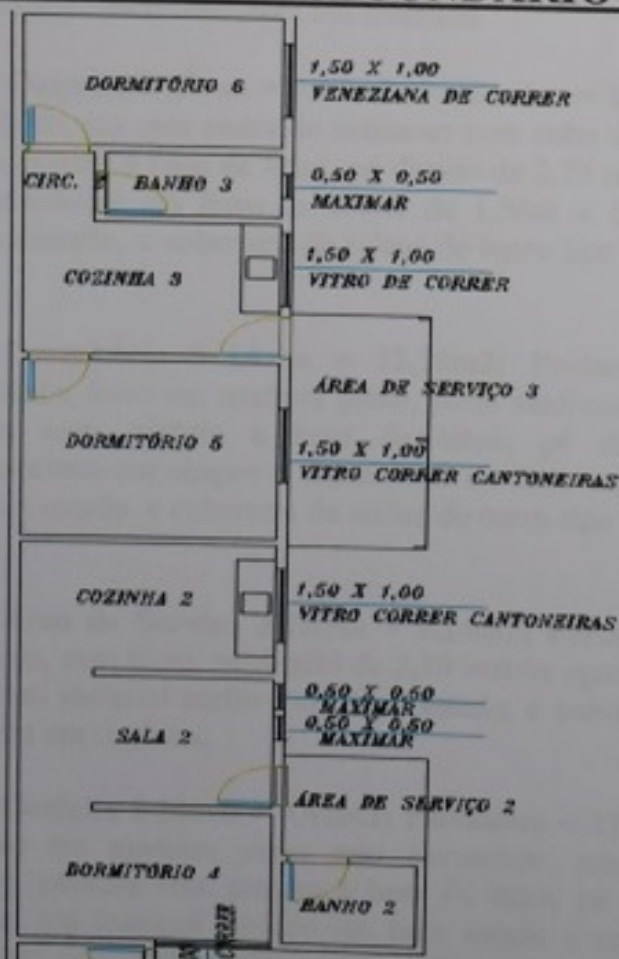 DORMITÓRIO 6
1,50 X 1,00
VENEZIANA DE CORRER
CIRC.
BANHO 3
0,50 X 0,50
MAXIMAR
COZINHA 3
1,50 X 1,00
VITRO DE CORRER
ÁREA DE SERVIÇO 3
DORMITÓRIO 5
1,50 X 1,00
VITRO CORRER CANTONEIRAS
COZINHA 2
1,50 X 1,00
VITRO CORRER CANTONEIRAS
0,50 X 0,50
MAXIMAR
0,50 X 0,50
MAXIMAR
SALA 2
ÁREA DE SERVIÇO 2
DORMITÓRIO 4
BANHO 2
CORRER